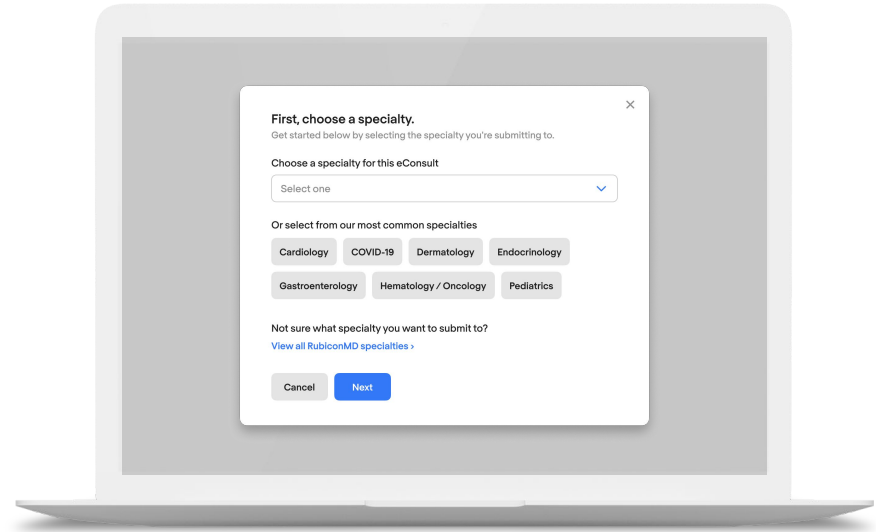 First, choose a specialty.
Get started below by selecting the specialty you're submitting to.
Choose a specialty for this eConsult
Select one
Or select from our most common specialties
Cardiology COVID-19 Dermatology Endocrinology
Gastroenterology Hematology / Oncology Pediatrics
Not sure what specialty you want to submit to?
View all RubiconMD specialties ›
Cancel Next